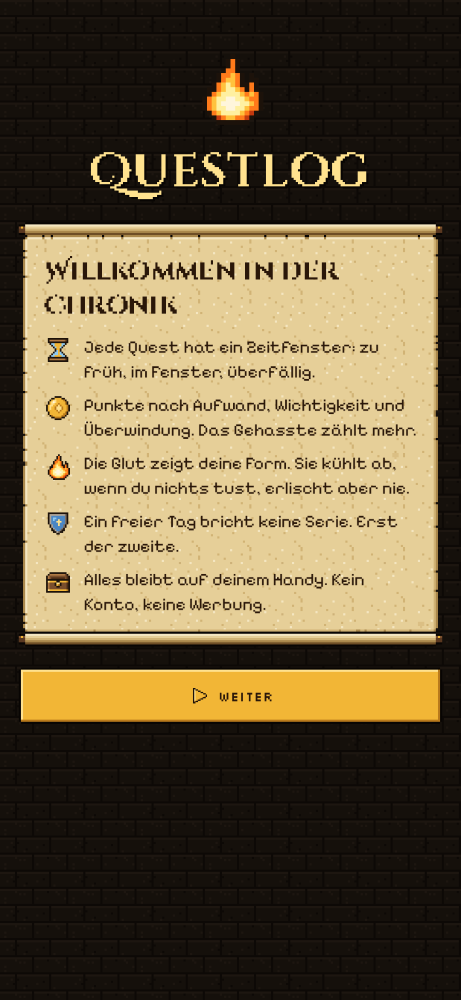 QUESTLOG
WILLKOMMEN IN DER
CHRONIK
Jede Quest hat ein Zeitfenster: zu
früh, im Fenster, überfällig.
Punkte nach Aufwand, Wichtigkeit und
Überwindung. Das Gehasste zählt mehr.
Die Glut zeigt deine Form. Sie kühlt ab,
wenn du nichts tust, erlischt aber nie.
Ein freier Tag bricht keine Serie. Erst
der zweite.
Alles bleibt auf deinem Handy. Kein
Konto, keine Werbung.
WEITER